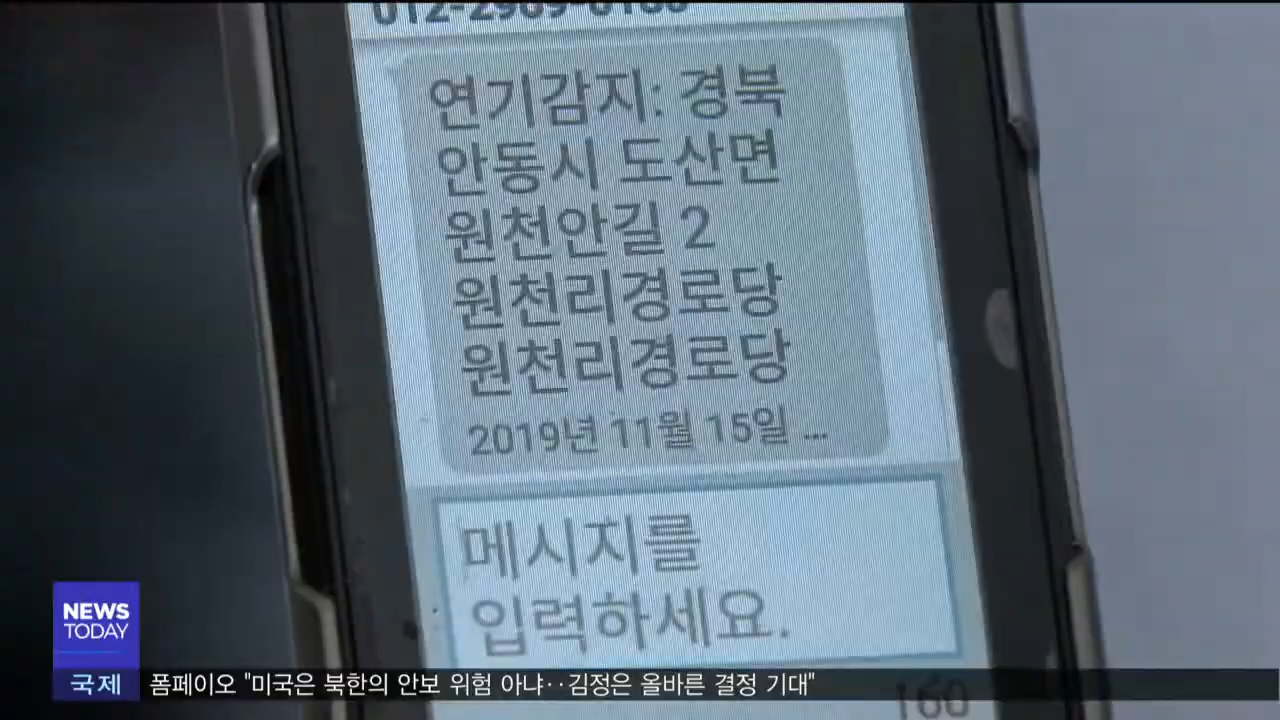 연기감지: 경북
안동시 도산면
원천안길 2
원천리경로당
원천리경로당
2019년 11월 15일 ...
메시지를
입력하세요.
NEWS
TODAY
국제
폼페이오 "미국은 북한의 안보 위험 아냐‥김정은 올바른 결정 기대"